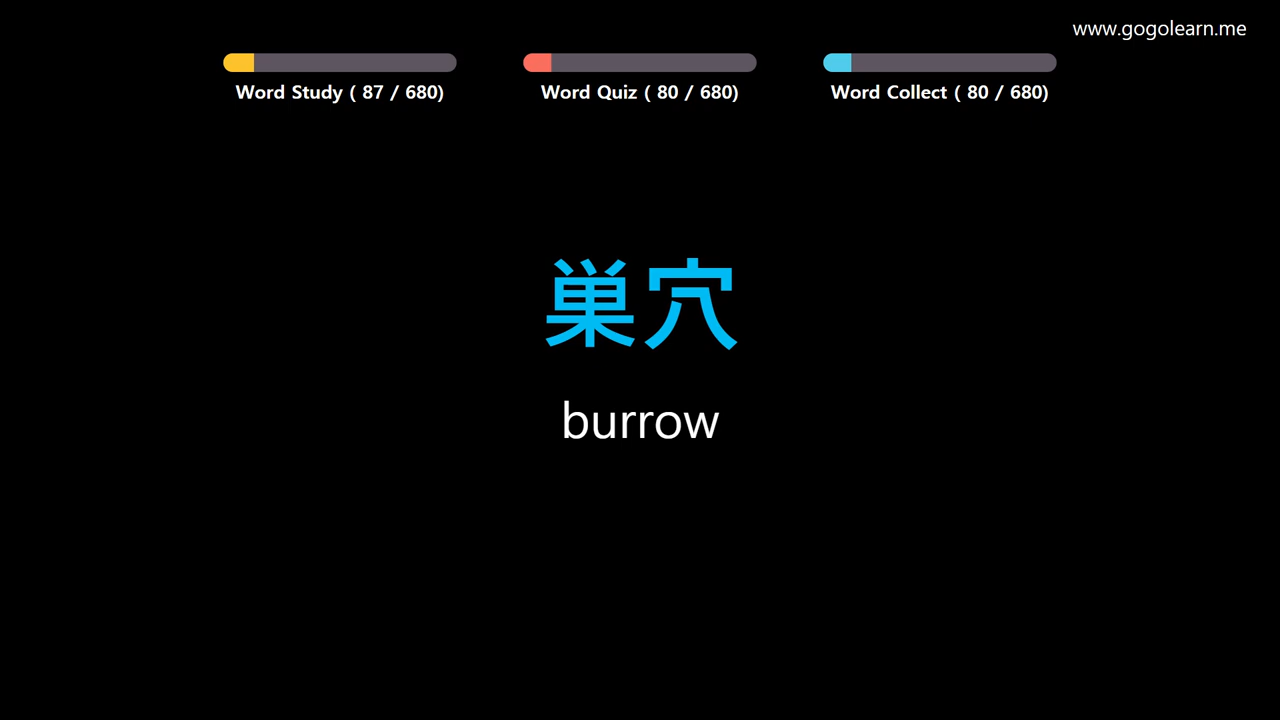 www.gogolearn.me
Word Study ( 87 / 680)
Word Quiz ( 80 / 680)
Word Collect ( 80 / 680)
巣穴
burrow